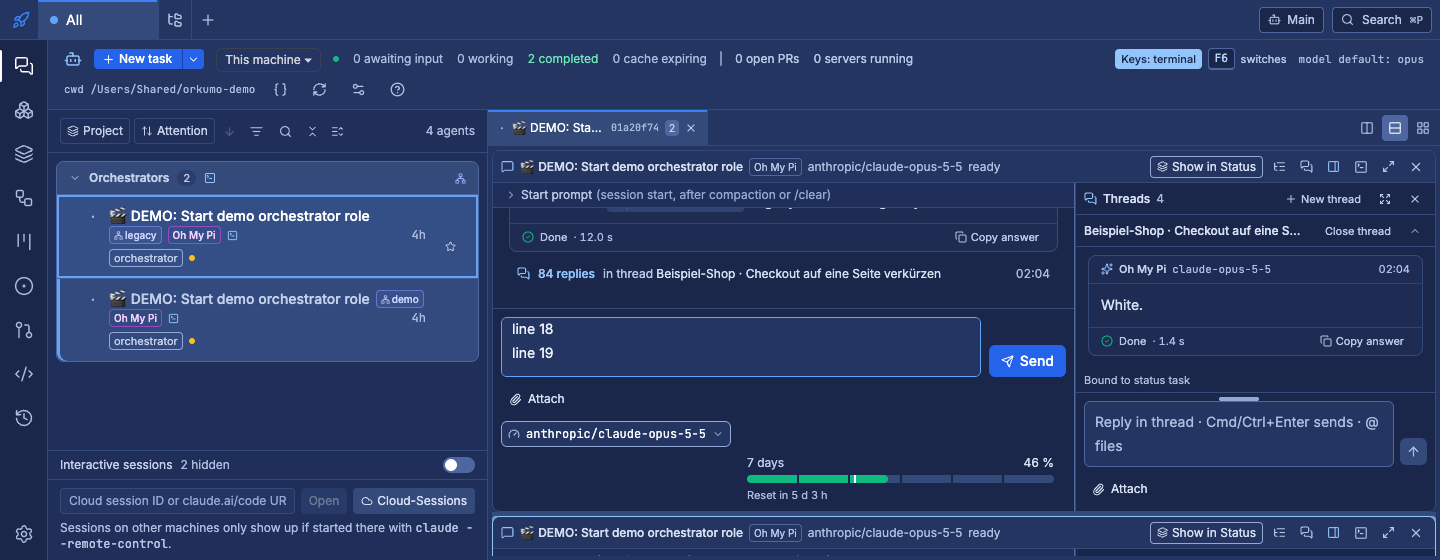 All
Main
Search ⌘P
+ New task
This machine ▾
0 awaiting input
0 working
2 completed
0 cache expiring
0 open PRs
0 servers running
Keys: terminal
F6
switches
model default: opus
cwd /Users/Shared/orkumo-demo
Project
Attention
4 agents
Orchestrators 2
🎬 DEMO: Start demo orchestrator role
legacy
Oh My Pi
4h
orchestrator
🎬 DEMO: Start demo orchestrator role
demo
Oh My Pi
4h
orchestrator
Interactive sessions 2 hidden
Cloud session ID or claude.ai/code UR
Open
Cloud-Sessions
Sessions on other machines only show up if started there with claude -
-remote-control.
🎬 DEMO: Sta... 01a20f74 2
🎬 DEMO: Start demo orchestrator role Oh My Pi anthropic/claude-opus-5-5 ready
Show in Status
Start prompt (session start, after compaction or /clear)
Done · 12.0 s
Copy answer
84 replies in thread Beispiel-Shop · Checkout auf eine Seite verkürzen 02:04
line 18
line 19
Send
Attach
anthropic/claude-opus-5-5
7 days 46 %
Reset in 5 d 3 h
Threads 4
+ New thread
Beispiel-Shop · Checkout auf eine S...
Close thread
Oh My Pi claude-opus-5-5 02:04
White.
Done · 1.4 s
Copy answer
Bound to status task
Reply in thread · Cmd/Ctrl+Enter sends · @
files
Attach
🎬 DEMO: Start demo orchestrator role Oh My Pi anthropic/claude-opus-5-5 ready
Show in Status